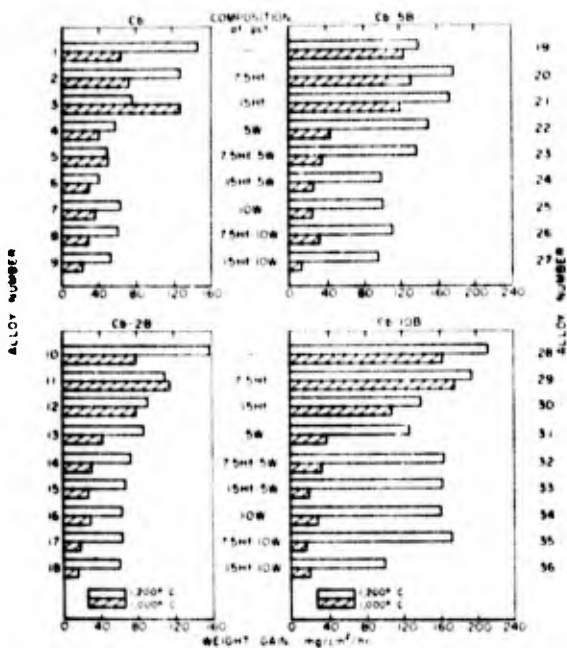 Cb
COMPOSITION
at pct
Cb-5B
1 - 19
2 7.5Hf 20
3 15Hf 21
4 5W 22
5 7.5Hf-5W 23
6 15Hf-5W 24
7 10W 25
8 7.5Hf-10W 26
9 15Hf-10W 27
0 40 80 120 160 0 40 80 120 160 200 240
ALLOY NUMBER
ALLOY NUMBER
Cb-2B
Cb-10B
10 - 28
11 7.5Hf 29
12 15Hf 30
13 5W 31
14 7.5Hf-5W 32
15 15Hf-5W 33
16 10W 34
17 7.5Hf-10W 35
18 15Hf-10W 36
1,200° C 1,200° C
1,000° C 1,000° C
0 40 80 120 160 0 40 80 120 160 200 240
WEIGHT GAIN, mg/cm²/hr